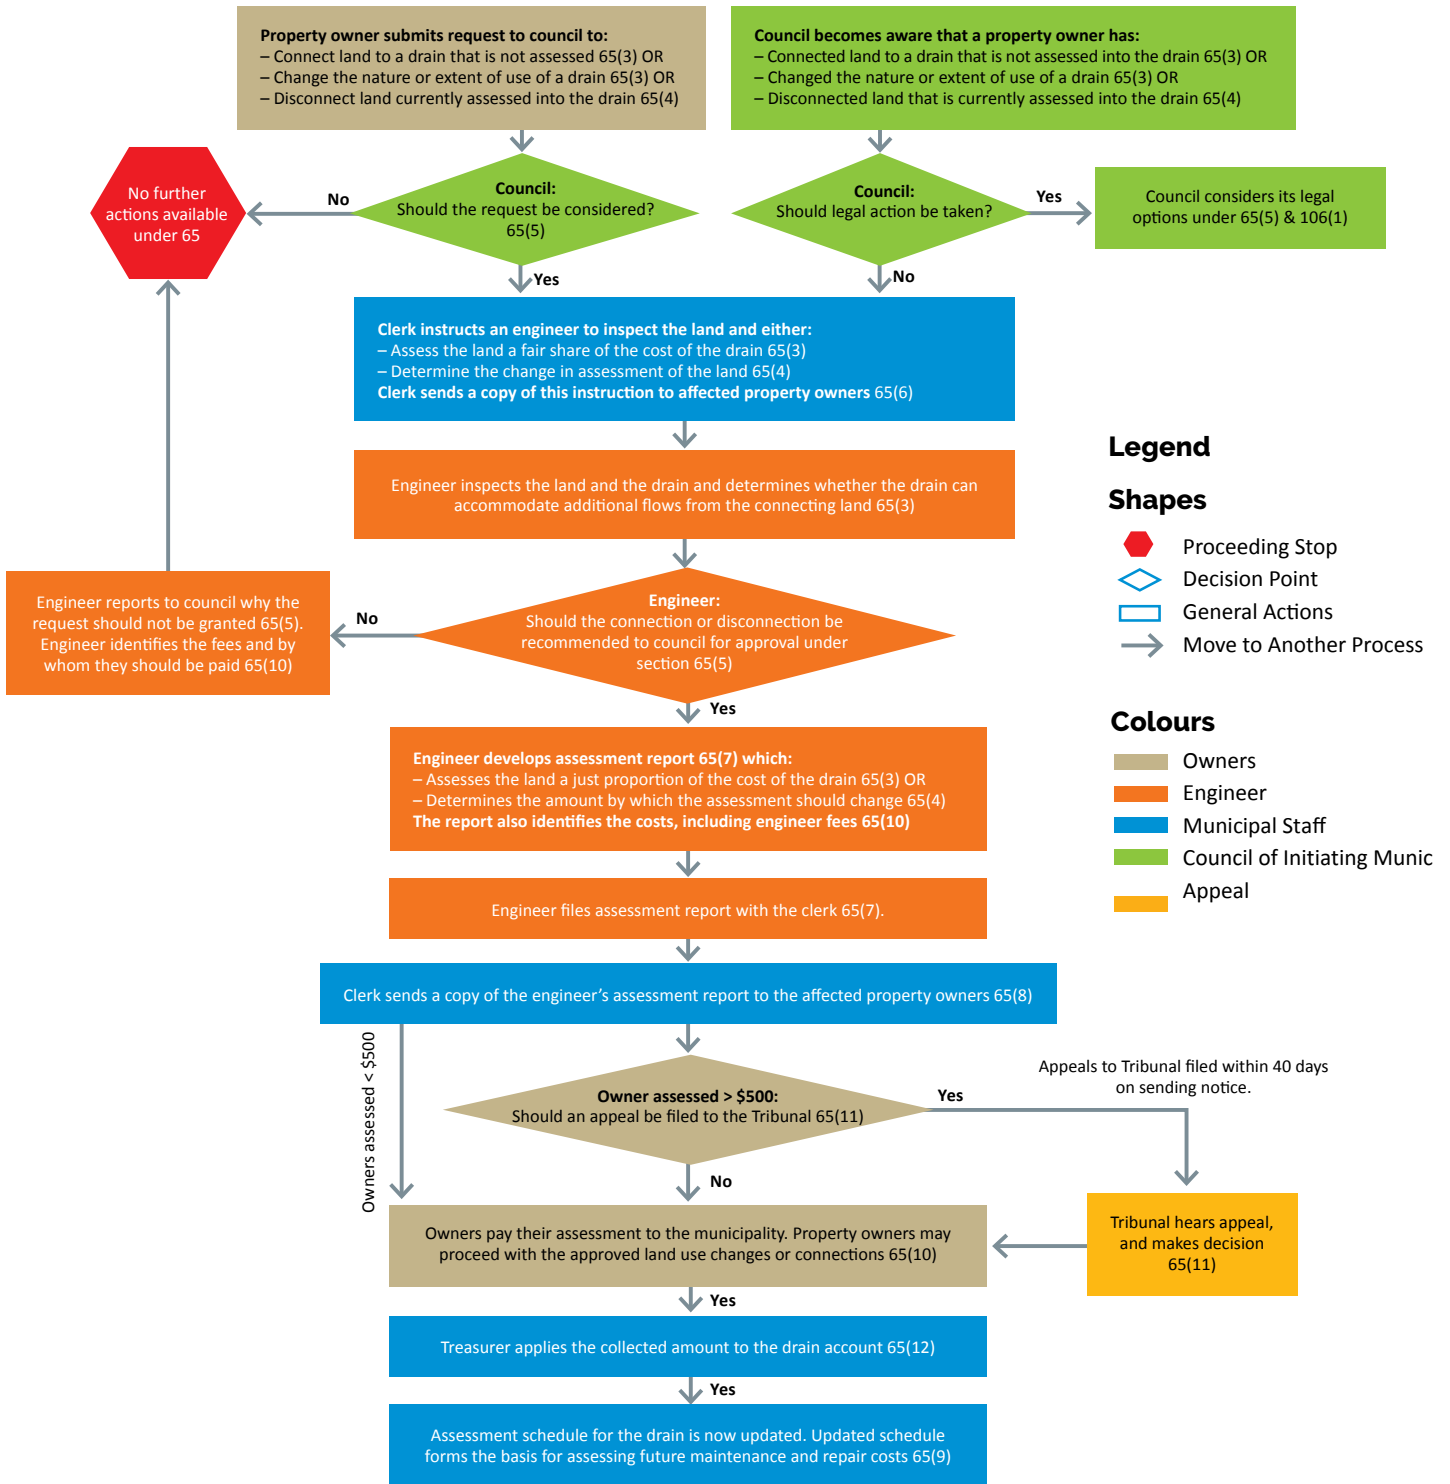 Property owner submits request to council to:
– Connect land to a drain that is not assessed 65(3) OR
– Change the nature or extent of use of a drain 65(3) OR
– Disconnect land currently assessed into the drain 65(4)
Council becomes aware that a property owner has:
– Connected land to a drain that is not assessed into the drain 65(3) OR
– Changed the nature or extent of use of a drain 65(3) OR
– Disconnected land that is currently assessed into the drain 65(4)
No further
actions available
under 65
No
Council:
Should the request be considered?
65(5)
Council:
Should legal action be taken?
Yes
Council considers its legal
options under 65(5) & 106(1)
Yes
No
Clerk instructs an engineer to inspect the land and either:
– Assess the land a fair share of the cost of the drain 65(3)
– Determine the change in assessment of the land 65(4)
Clerk sends a copy of this instruction to affected property owners 65(6)
Engineer inspects the land and the drain and determines whether the drain can
accommodate additional flows from the connecting land 65(3)
Engineer reports to council why the
request should not be granted 65(5).
Engineer identifies the fees and by
whom they should be paid 65(10)
No
Engineer:
Should the connection or disconnection be
recommended to council for approval under
section 65(5)
Yes
Engineer develops assessment report 65(7) which:
– Assesses the land a just proportion of the cost of the drain 65(3) OR
– Determines the amount by which the assessment should change 65(4)
The report also identifies the costs, including engineer fees 65(10)
Engineer files assessment report with the clerk 65(7).
Clerk sends a copy of the engineer’s assessment report to the affected property owners 65(8)
Owners assessed < $500
Owner assessed > $500:
Should an appeal be filed to the Tribunal 65(11)
Yes
Appeals to Tribunal filed within 40 days
on sending notice.
No
Owners pay their assessment to the municipality. Property owners may
proceed with the approved land use changes or connections 65(10)
Tribunal hears appeal,
and makes decision
65(11)
Yes
Treasurer applies the collected amount to the drain account 65(12)
Yes
Assessment schedule for the drain is now updated. Updated schedule
forms the basis for assessing future maintenance and repair costs 65(9)
Legend
Shapes
Proceeding Stop
Decision Point
General Actions
Move to Another Process
Colours
Owners
Engineer
Municipal Staff
Council of Initiating Munic
Appeal